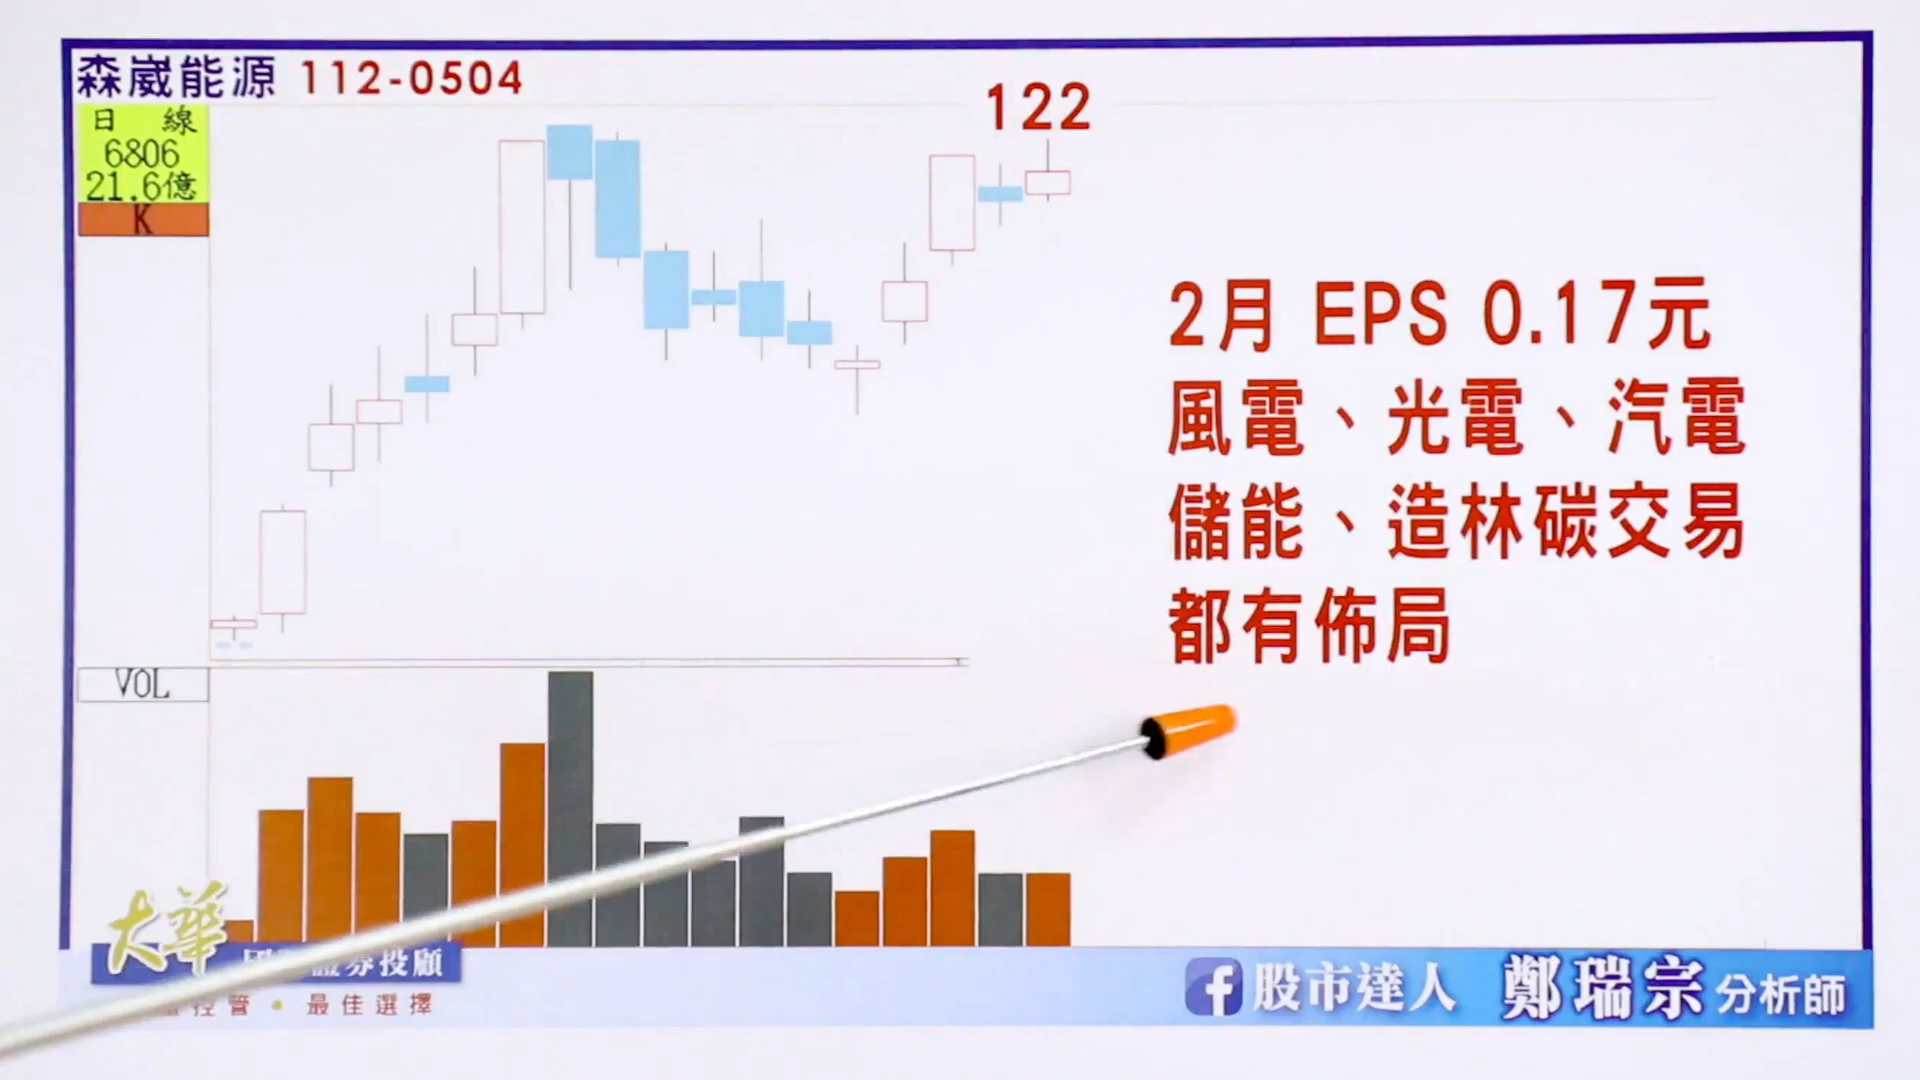 森崴能源 112-0504
日 線
6806
21.6億
K
122
2月 EPS 0.17元
風電、光電、汽電
儲能、造林碳交易
都有佈局
VOL
大華
證券投顧
控管・最佳選擇
股市達人 鄭瑞宗 分析師